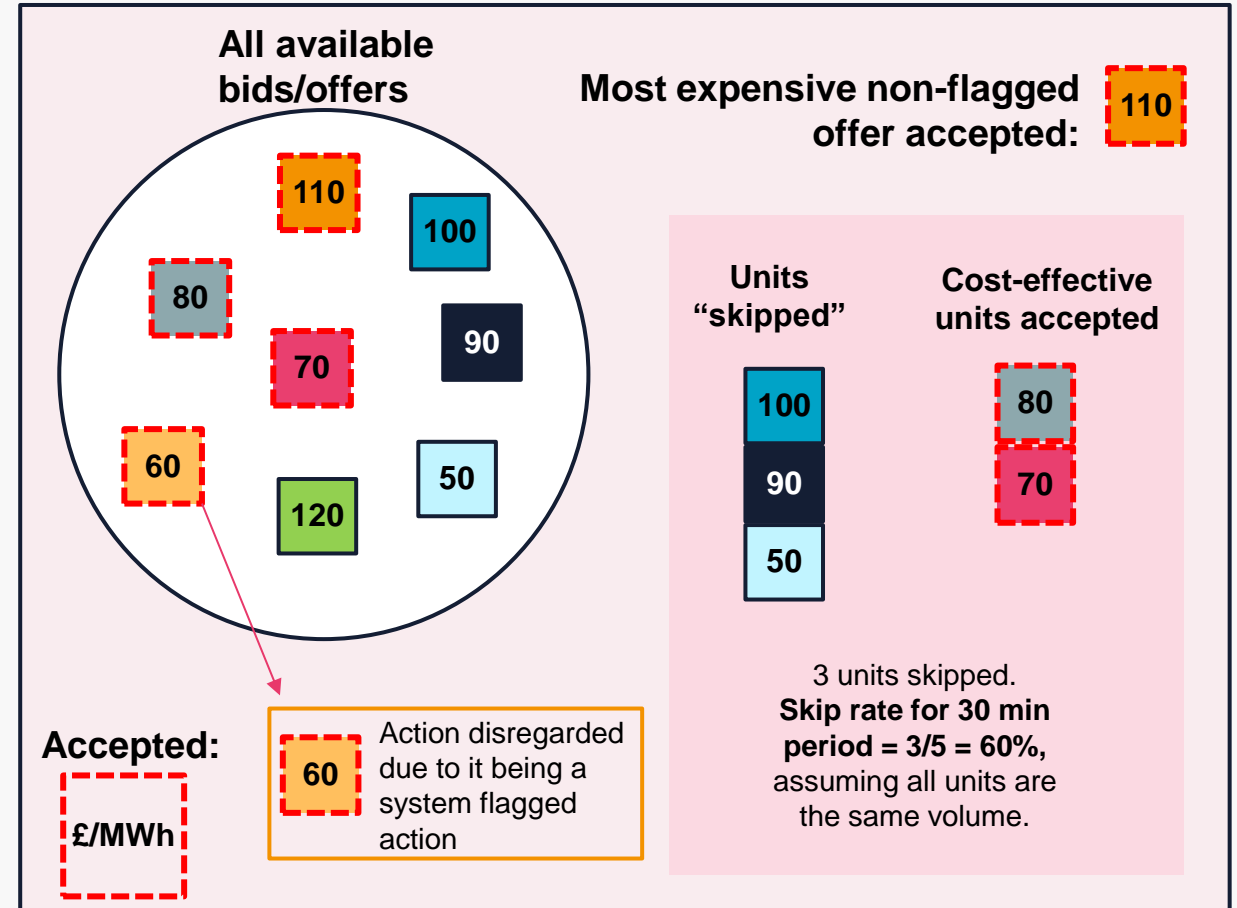 All available
bids/offers
Most expensive non-flagged
offer accepted:
110
110
100
80
90
70
60
50
120
Units
“skipped”
100
90
50
Cost-effective
units accepted
80
70
3 units skipped.
Skip rate for 30 min
period = 3/5 = 60%,
assuming all units are
the same volume.
Accepted:
£/MWh
60
Action disregarded
due to it being a
system flagged
action